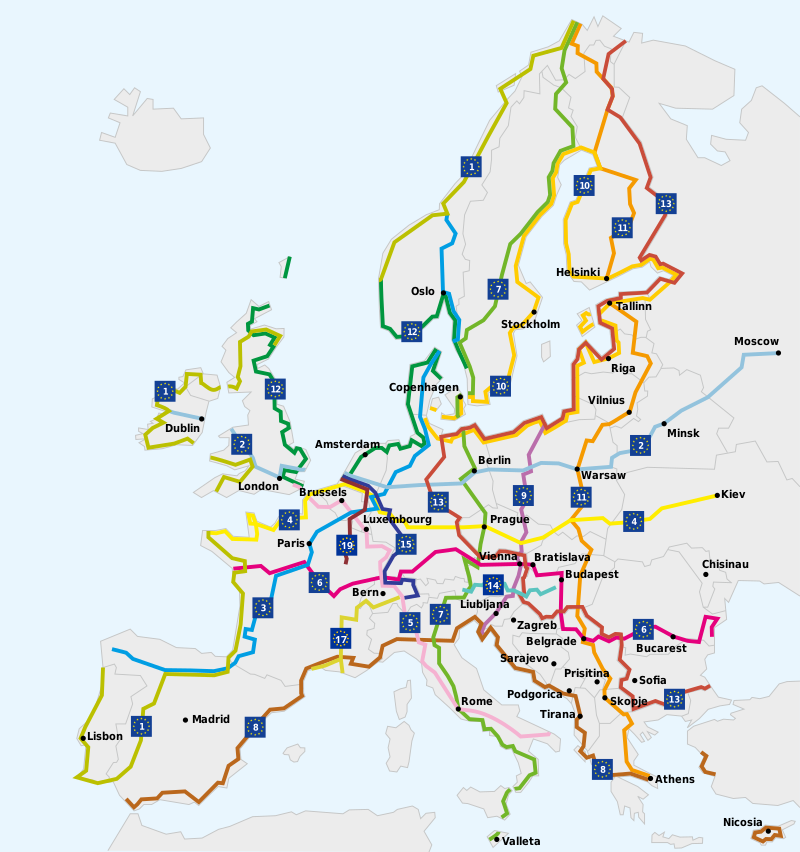 1
10
13
11
Helsinki
Oslo
7
Tallinn
Stockholm
12
Moscow
Riga
1
12
Copenhagen
10
Vilnius
Dublin
Minsk
2
Amsterdam
2
Berlin
Warsaw
London
Brussels
13
9
11
Kiev
4
Luxembourg
Prague
4
Paris
19
15
Vienna
Bratislava
Chisinau
6
14
Budapest
Bern
3
Liubljana
5
7
Zagreb
6
17
Belgrade
Bucarest
Sarajevo
Prisitina
Sofia
Podgorica
Skopje
13
Rome
Madrid
Tirana
Lisbon
1
8
8
Athens
Nicosia
Valleta